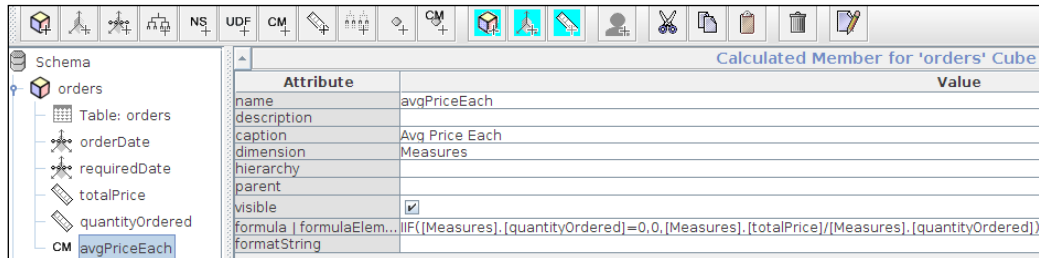 NS UDF CM CM
Schema
orders
Table: orders
orderDate
requiredDate
totalPrice
quantityOrdered
CM avgPriceEach
Calculated Member for 'orders' Cube
Attribute Value
name avgPriceEach
description
caption Avg Price Each
dimension Measures
hierarchy
parent
visible
formula | formulaElem... IIF([Measures].[quantityOrdered]=0,0,[Measures].[totalPrice]/[Measures].[quantityOrdered])
formatString